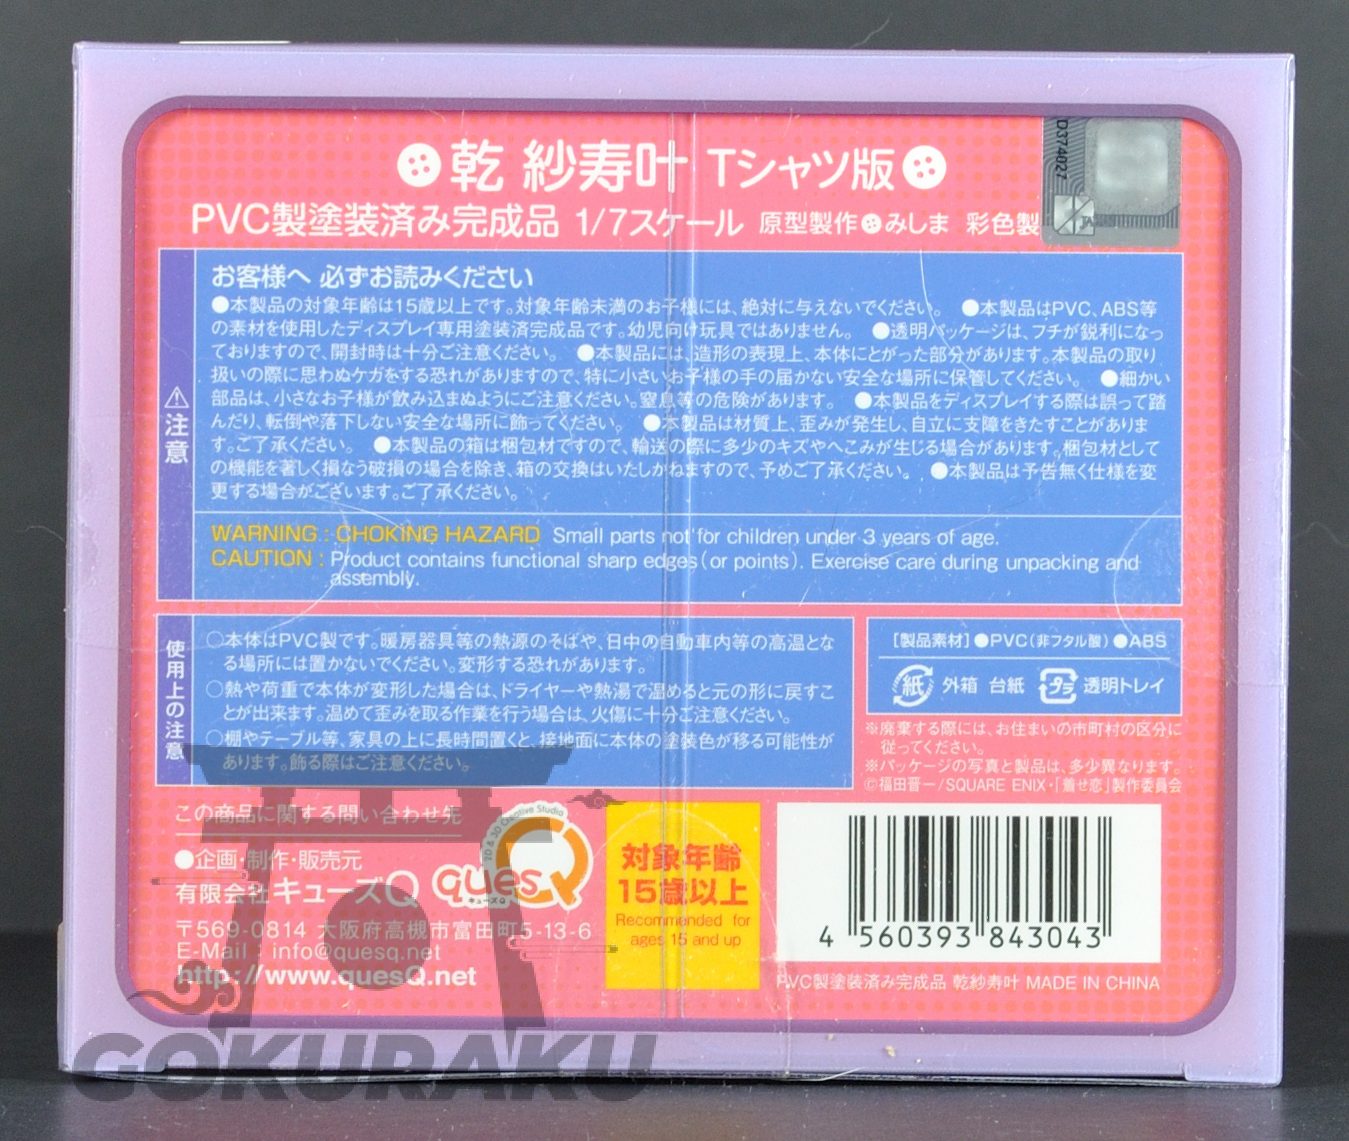 乾 紗寿叶 Tシャツ版
PVC製塗装済み完成品 1/7スケール 原型製作 みしま 彩色製
D374027
⚠注意
お客様へ 必ずお読みください
●本製品の対象年齢は15歳以上です。対象年齢未満のお子様には、絶対に与えないでください。 ●本製品はPVC、ABS等
の素材を使用したディスプレイ専用塗装済完成品です。幼児向け玩具ではありません。 ●透明パッケージは、フチが鋭利になっ
ておりますので、開封時は十分ご注意ください。 ●本製品には、造形の表現上、本体にとがった部分があります。本製品の取り
扱いの際に思わぬケガをする恐れがありますので、特に小さいお子様の手の届かない安全な場所に保管してください。 ●細かい
部品は、小さなお子様が飲み込まぬようにご注意ください。窒息等の危険があります。 ●本製品をディスプレイする際は誤って踏
んだり、転倒や落下しない安全な場所に飾ってください。 ●本製品は材質上、歪みが発生し、自立に支障をきたすことがありま
す。ご了承ください。 ●本製品の箱は梱包材ですので、輸送の際に多少のキズやへこみが生じる場合があります。梱包材として
の機能を著しく損なう破損の場合を除き、箱の交換はいたしかねますので、予めご了承ください。 ●本製品は予告無く仕様を変
更する場合がございます。ご了承ください。
WARNING : CHOKING HAZARD Small parts not for children under 3 years of age.
CAUTION : Product contains functional sharp edges(or points). Exercise care during unpacking and
assembly.
使用上の注意
○本体はPVC製です。暖房器具等の熱源のそばや、日中の自動車内等の高温とな
る場所には置かないでください。変形する恐れがあります。
○熱や荷重で本体が変形した場合は、ドライヤーや熱湯で温めると元の形に戻すこ
とが出来ます。温めて歪みを取る作業を行う場合は、火傷に十分ご注意ください。
○棚やテーブル等、家具の上に長時間置くと、接地面に本体の塗装色が移る可能性が
あります。飾る際はご注意ください。
[製品素材] ●PVC(非フタル酸) ●ABS
紙 外箱 台紙 プラ 透明トレイ
※廃棄する際には、お住まいの市町村の区分に
従ってください。
※パッケージの写真と製品は、多少異なります。
©福田晋一/SQUARE ENIX・「着せ恋」製作委員会
この商品に関する問い合わせ先
●企画・制作・販売元
有限会社キューズQ
2D & 3D Creative Studio
quesQ
キューズQ
〒569-0814 大阪府高槻市富田町5-13-6
E-Mail info@quesq.net
http://www.quesQ.net
対象年齢
15歳以上
Recommended for
ages 15 and up
4 560393 843043
PVC製塗装済み完成品 乾紗寿叶 MADE IN CHINA
GOKURAKU